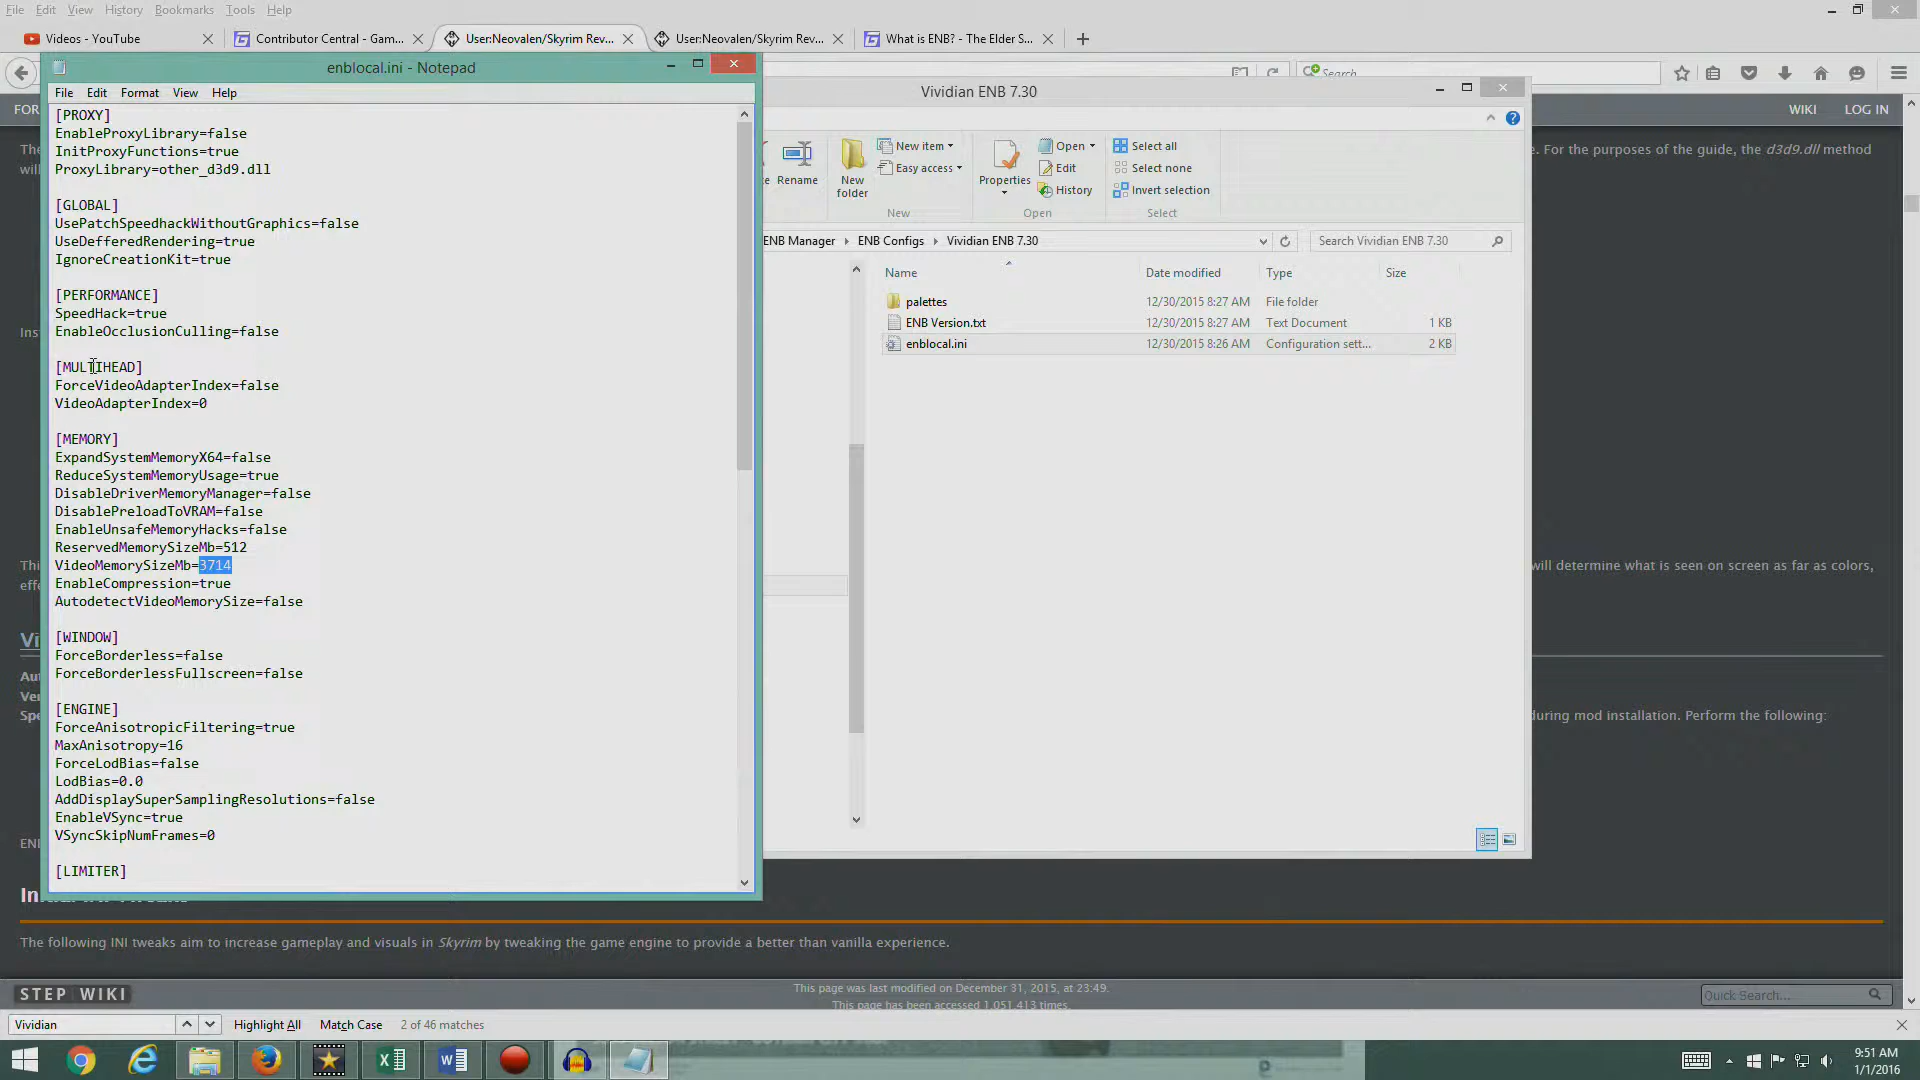 File Edit View History Bookmarks Tools Help
Videos - YouTube
Contributor Central - Gam...
User:Neovalen/Skyrim Rev...
User:Neovalen/Skyrim Rev...
What is ENB? - The Elder S...
Search
enblocal.ini - Notepad
File Edit Format View Help
[PROXY]
EnableProxyLibrary=false
InitProxyFunctions=true
ProxyLibrary=other_d3d9.dll
[GLOBAL]
UsePatchSpeedhackWithoutGraphics=false
UseDefferedRendering=true
IgnoreCreationKit=true
[PERFORMANCE]
SpeedHack=true
EnableOcclusionCulling=false
[MULTIHEAD]
ForceVideoAdapterIndex=false
VideoAdapterIndex=0
[MEMORY]
ExpandSystemMemoryX64=false
ReduceSystemMemoryUsage=true
DisableDriverMemoryManager=false
DisablePreloadToVRAM=false
EnableUnsafeMemoryHacks=false
ReservedMemorySizeMb=512
VideoMemorySizeMb=3714
EnableCompression=true
AutodetectVideoMemorySize=false
[WINDOW]
ForceBorderless=false
ForceBorderlessFullscreen=false
[ENGINE]
ForceAnisotropicFiltering=true
MaxAnisotropy=16
ForceLodBias=false
LodBias=0.0
AddDisplaySuperSamplingResolutions=false
EnableVSync=true
VSyncSkipNumFrames=0
[LIMITER]
Vividian ENB 7.30
Rename
New folder
New item
Easy access
New
Properties
Open
Edit
History
Open
Select all
Select none
Invert selection
Select
ENB Manager ENB Configs Vividian ENB 7.30
Search Vividian ENB 7.30
Name Date modified Type Size
palettes 12/30/2015 8:27 AM File folder
ENB Version.txt 12/30/2015 8:27 AM Text Document 1 KB
enblocal.ini 12/30/2015 8:26 AM Configuration sett... 2 KB
WIKI LOG IN
. For the purposes of the guide, the d3d9.dll method
will
will determine what is seen on screen as far as colors,
during mod installation. Perform the following:
The following INI tweaks aim to increase gameplay and visuals in Skyrim by tweaking the game engine to provide a better than vanilla experience.
STEP WIKI
This page was last modified on December 31, 2015, at 23:49.
This page has been accessed 1,051,413 times.
Quick Search...
Vividian
Highlight All Match Case 2 of 46 matches
9:51 AM
1/1/2016